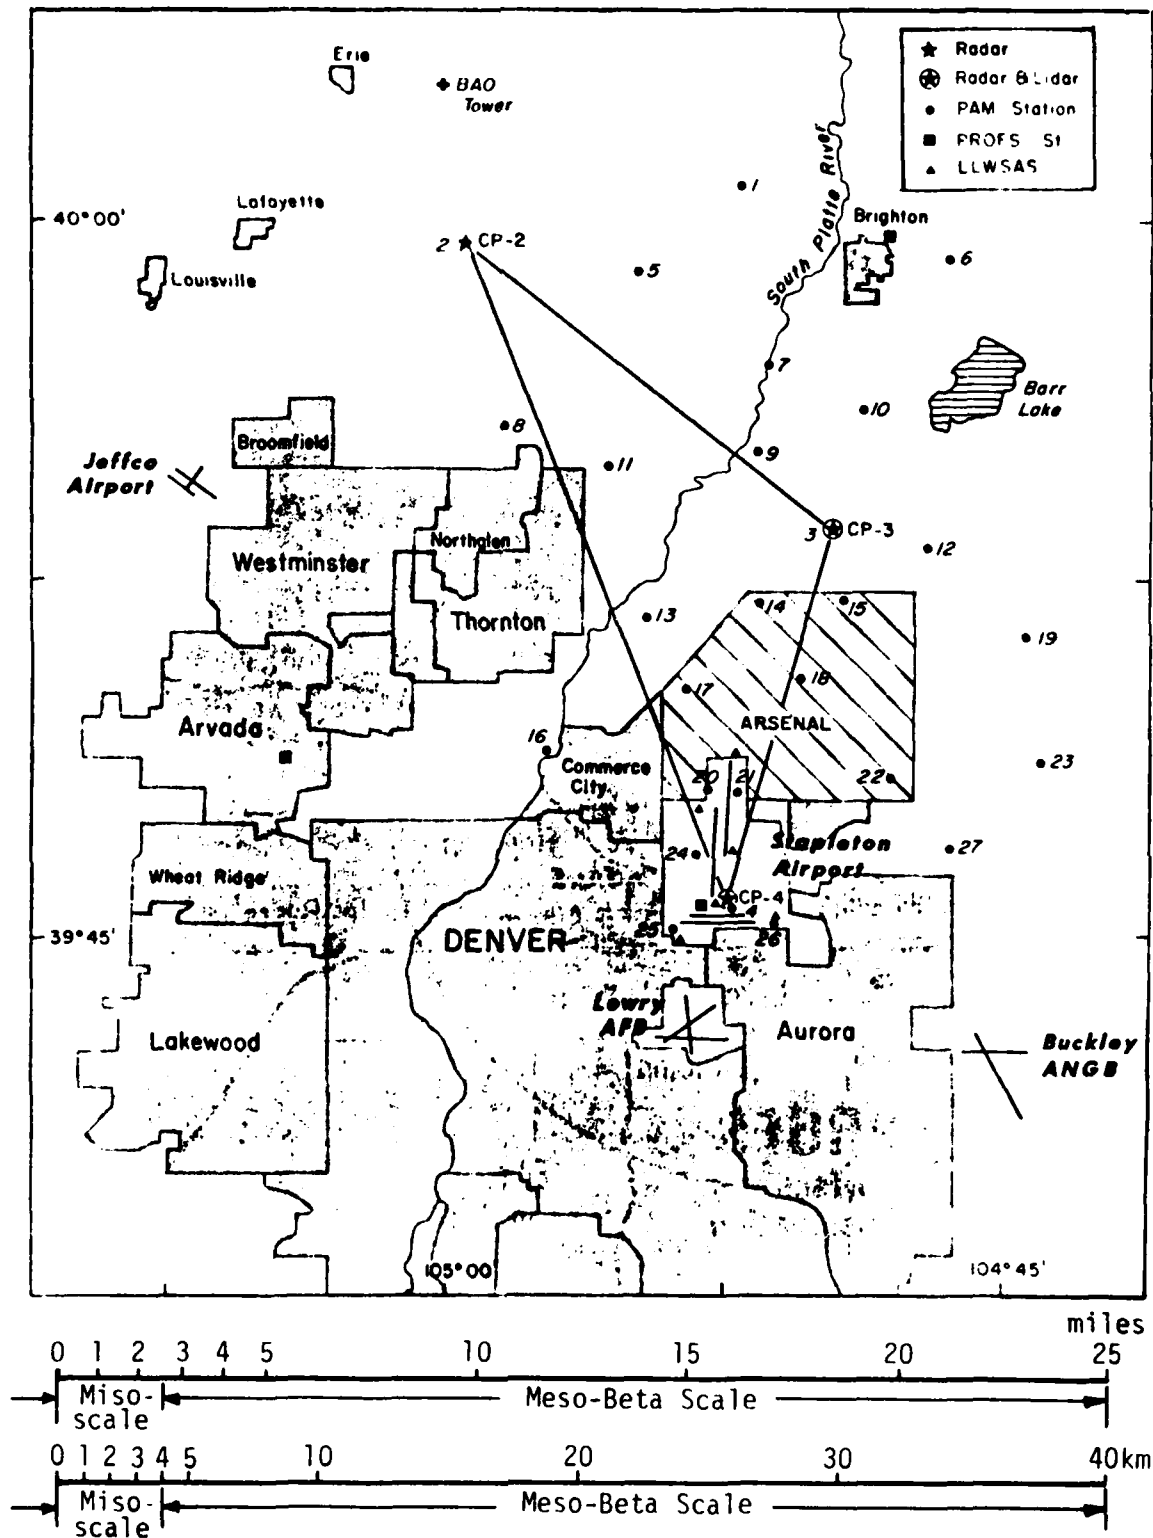 Erie
BAO
Tower
Radar
Radar & Lidar
PAM Station
PROFS St
LLWSAS
1
South Platte River
Lafayette
40°00'
Brighton
2 CP-2
5
6
Louisville
7
Barr
Lake
10
8
Broomfield
9
11
Jeffco
Airport
3 CP-3
Northglen
12
Westminster
14
15
13
Thornton
19
18
17
Arvada
ARSENAL
16
Commerce
City
23
20
21
22
Stapleton
Airport
24
27
Wheat Ridge
CP-4
4
25
26
39°45'
DENVER
Lowry
AFB
Aurora
Lakewood
Buckley
ANGB
105°00
104°45'
miles
0 1 2 3 4 5 10 15 20 25
Miso-
scale
Meso-Beta Scale
0 1 2 3 4 5 10 20 30 40km
Miso-
scale
Meso-Beta Scale